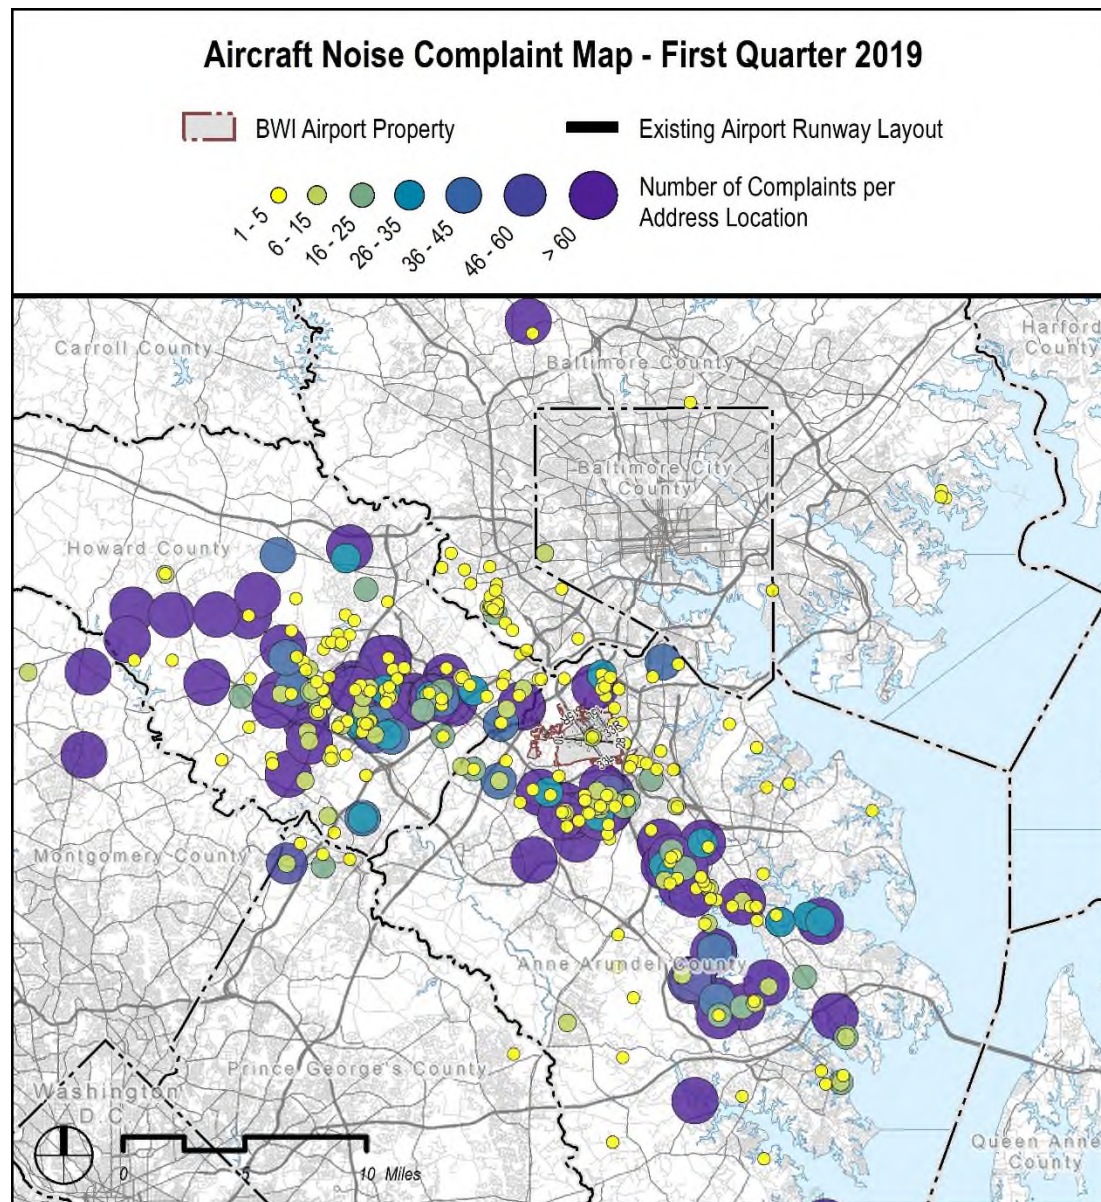 Aircraft Noise Complaint Map - First Quarter 2019
BWI Airport Property
Existing Airport Runway Layout
1 - 5
6 - 15
16 - 25
26 - 35
36 - 45
46 - 60
> 60
Number of Complaints per
Address Location
Carroll County
Baltimore County
Harford
County
Baltimore City
County
Howard County
Montgomery County
Anne Arundel County
Prince George's County
Washington
D.C
Queen Anne
County
0
5
10 Miles